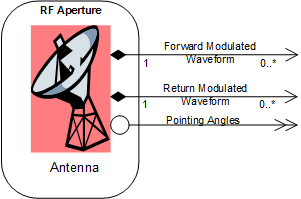 RF Aperture
Forward Modulated
Waveform
1
0..*
Return Modulated
Waveform
1
0..*
Pointing Angles
Antenna